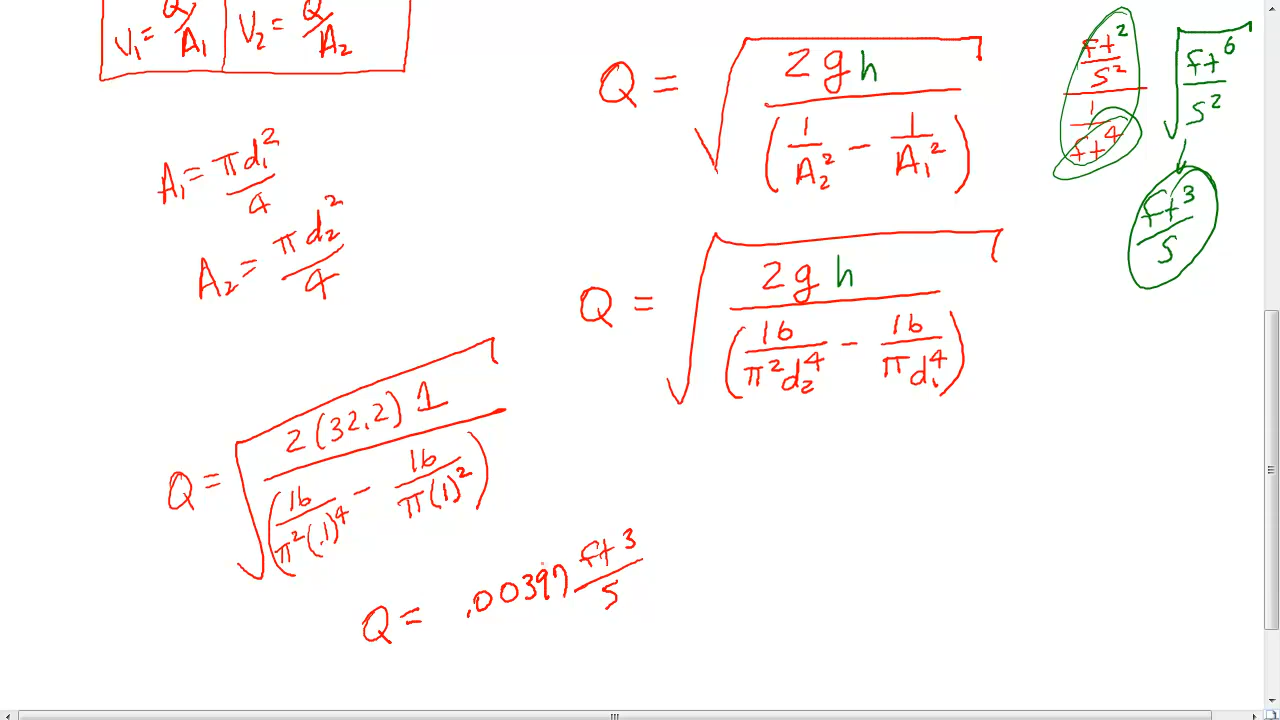 V₁ = Q/A₁ V₂ = Q/A₂
A₁ = πd₁²/4
A₂ = πd₂²/4
Q = √(2gh / (1/A₂² − 1/A₁²))
ft²/s² / 1/ft⁴ √(ft⁶/s²)
ft³/s
Q = √(2gh / (16/π²d₂⁴ − 16/πd₁⁴))
Q = √(2(32.2)1 / (16/π²(.1)⁴ − 16/π(1)²))
Q = .00397 ft³/s